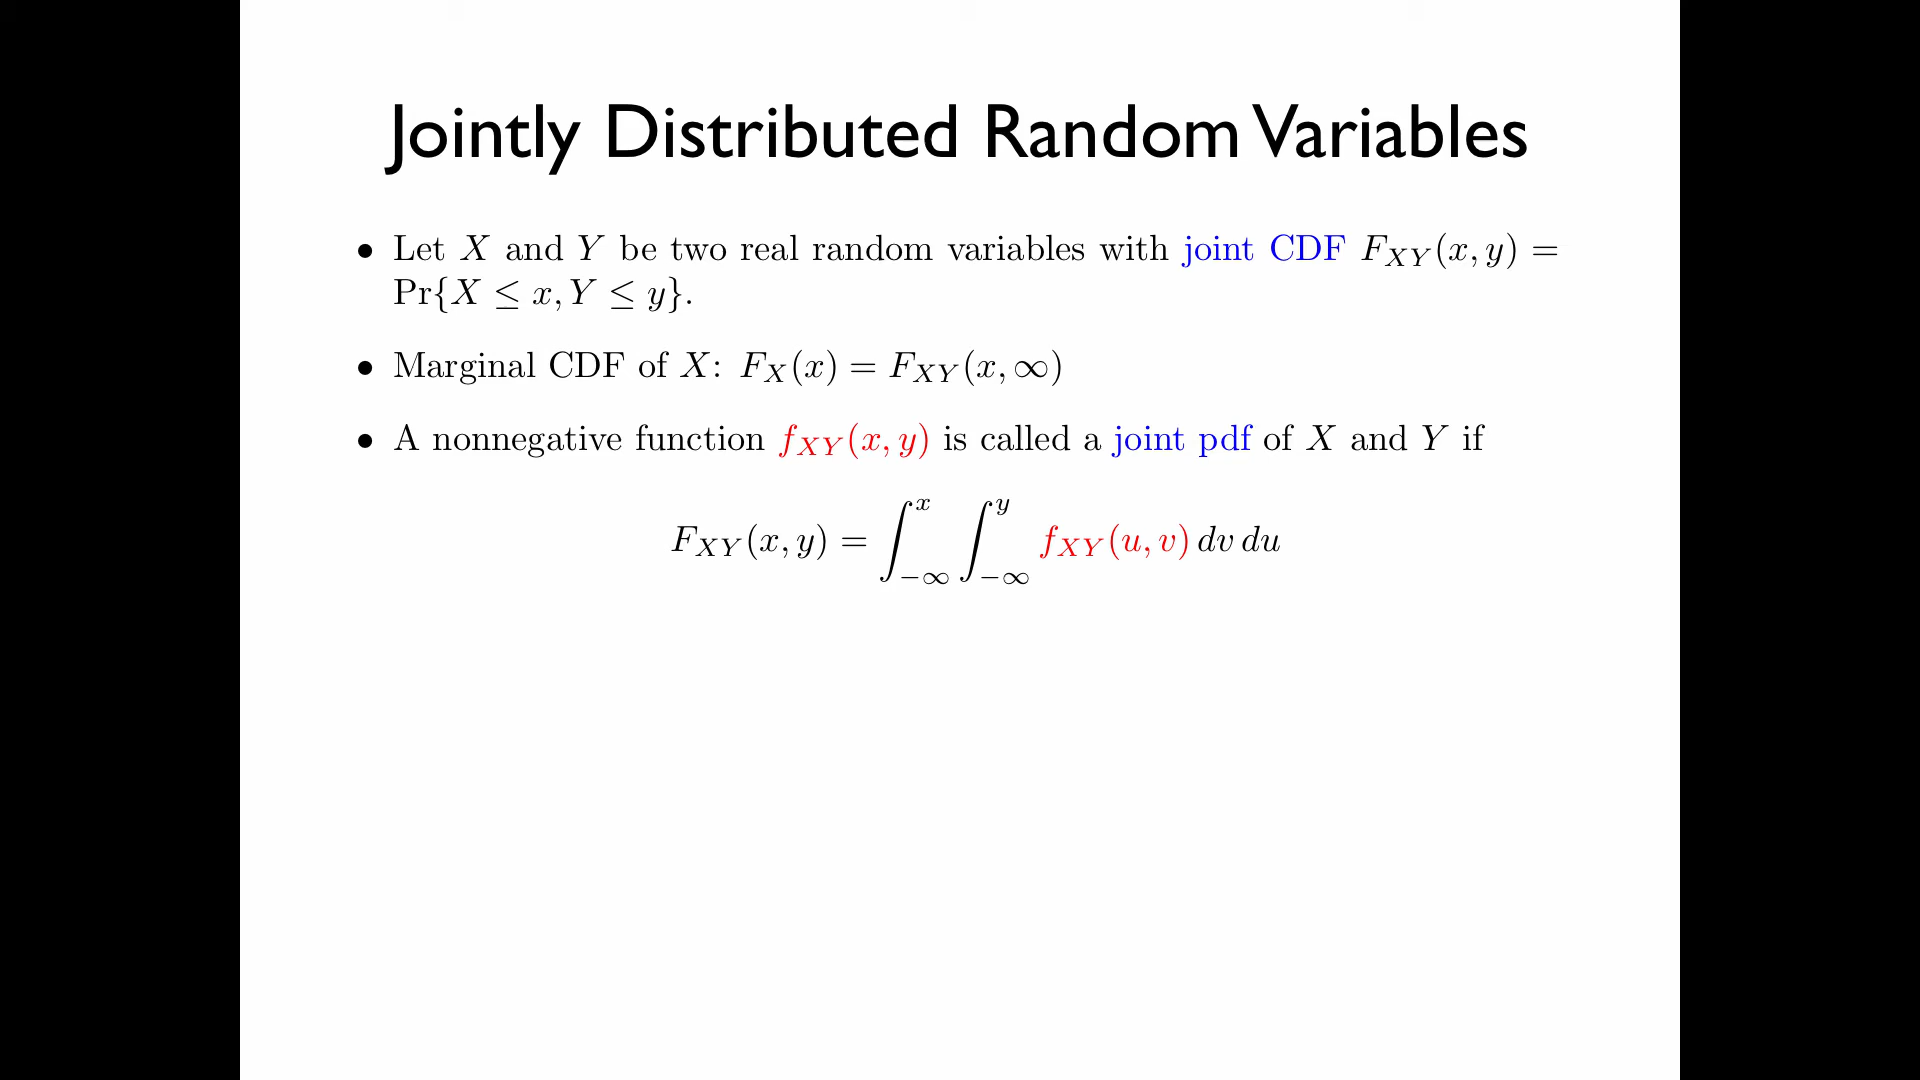 Jointly Distributed Random Variables
• Let X and Y be two real random variables with joint CDF F_{XY}(x, y) =
Pr{X ≤ x, Y ≤ y}.
• Marginal CDF of X: F_X(x) = F_{XY}(x, ∞)
• A nonnegative function f_{XY}(x, y) is called a joint pdf of X and Y if
F_{XY}(x, y) = ∫_{-∞}^{x} ∫_{-∞}^{y} f_{XY}(u, v) dv du